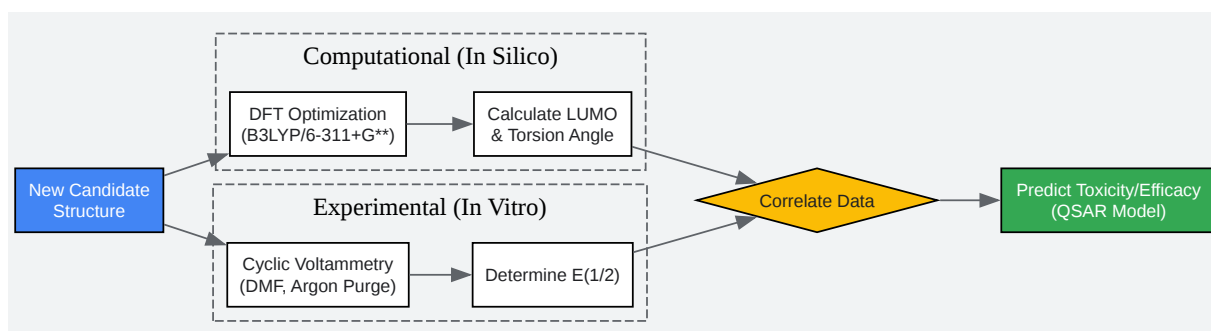 Computational (In Silico)
DFT Optimization
(B3LYP/6-311+G**)
Calculate LUMO
& Torsion Angle
New Candidate
Structure
Experimental (In Vitro)
Cyclic Voltammetry
(DMF, Argon Purge)
Determine E(1/2)
Correlate Data
Predict Toxicity/Efficacy
(QSAR Model)